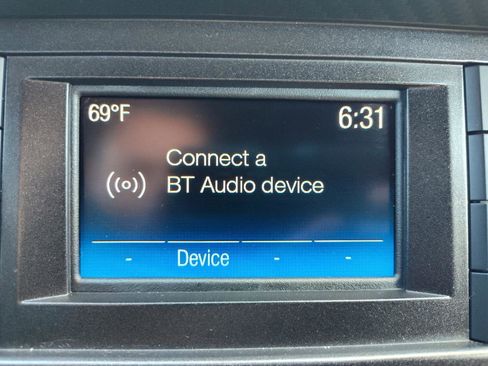 69°F 6:31
Connect a
BT Audio device
- Device - -